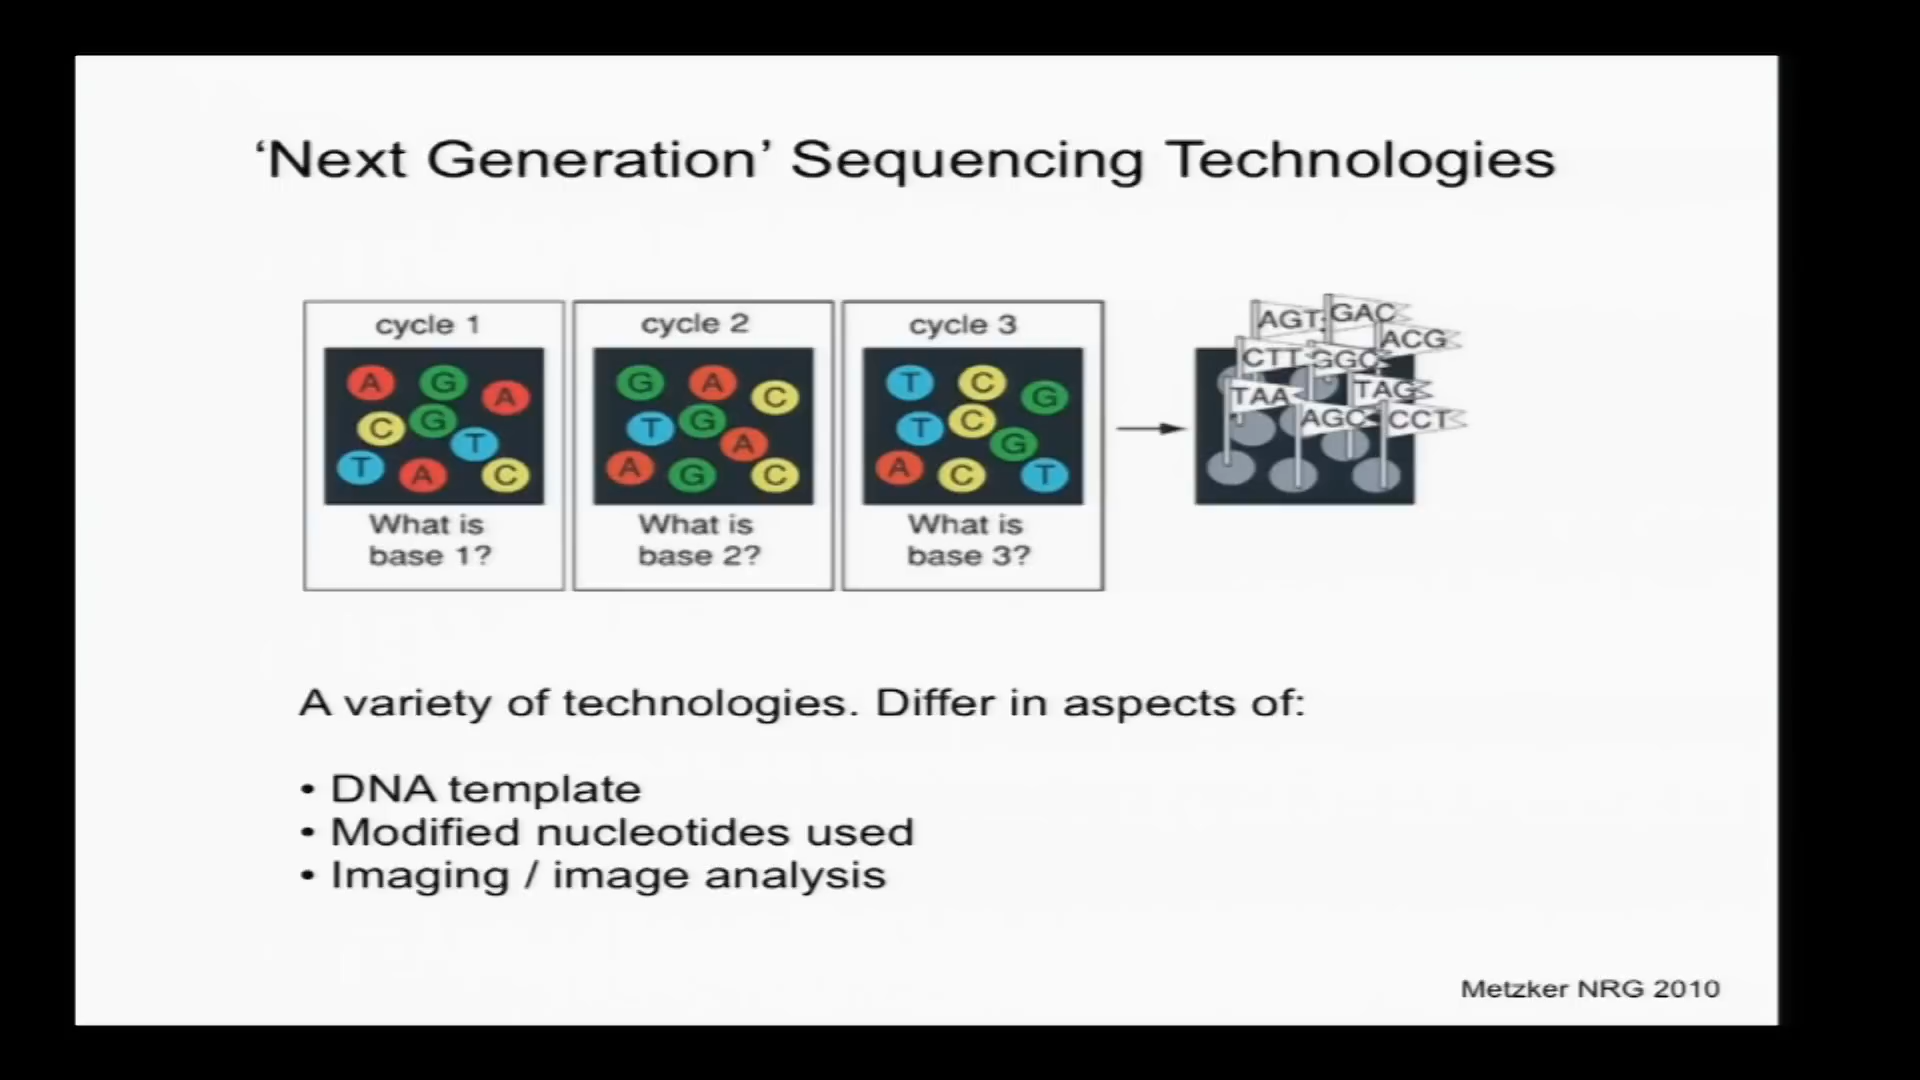 ‘Next Generation’ Sequencing Technologies
cycle 1
A G A
C G T
T A C
What is
base 1?
cycle 2
G A C
T G A
A G C
What is
base 2?
cycle 3
T C G
T C G
A C T
What is
base 3?
AGT GAC
ACG
CTT GGC
TAA TAG
AGC CCT
A variety of technologies. Differ in aspects of:
• DNA template
• Modified nucleotides used
• Imaging / image analysis
Metzker NRG 2010